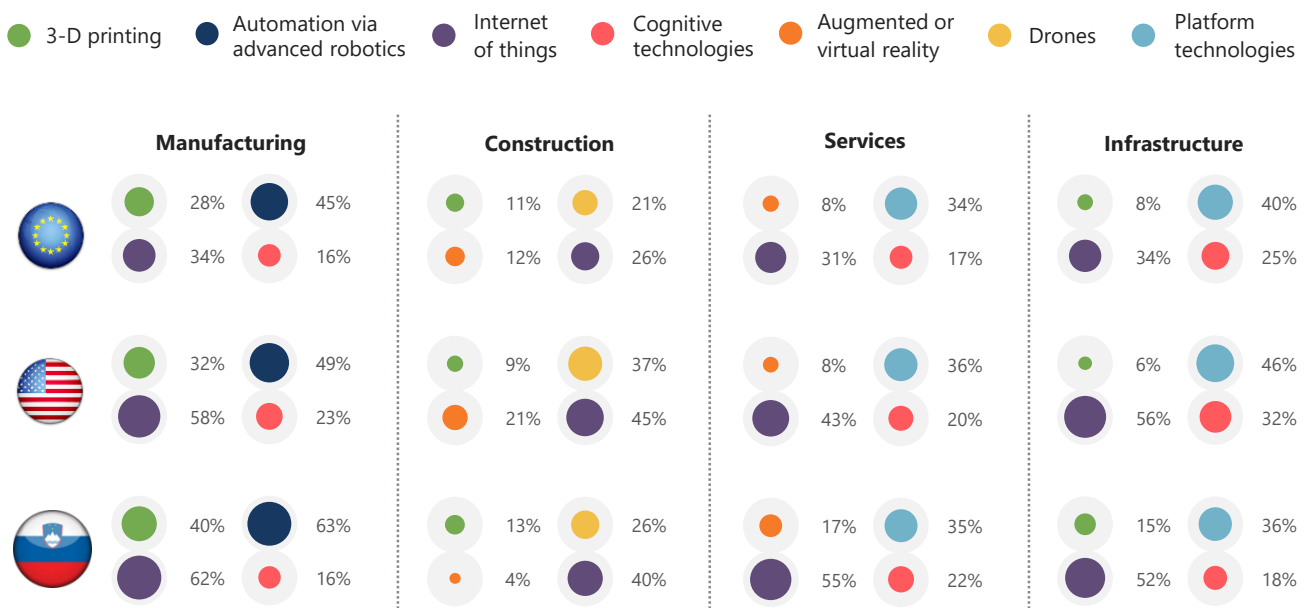 3-D printing
Automation via
advanced robotics
Internet
of things
Cognitive
technologies
Augmented or
virtual reality
Drones
Platform
technologies
Manufacturing
Construction
Services
Infrastructure
28% 45% 11% 21% 8% 34% 8% 40%
34% 16% 12% 26% 31% 17% 34% 25%
32% 49% 9% 37% 8% 36% 6% 46%
58% 23% 21% 45% 43% 20% 56% 32%
40% 63% 13% 26% 17% 35% 15% 36%
62% 16% 4% 40% 55% 22% 52% 18%